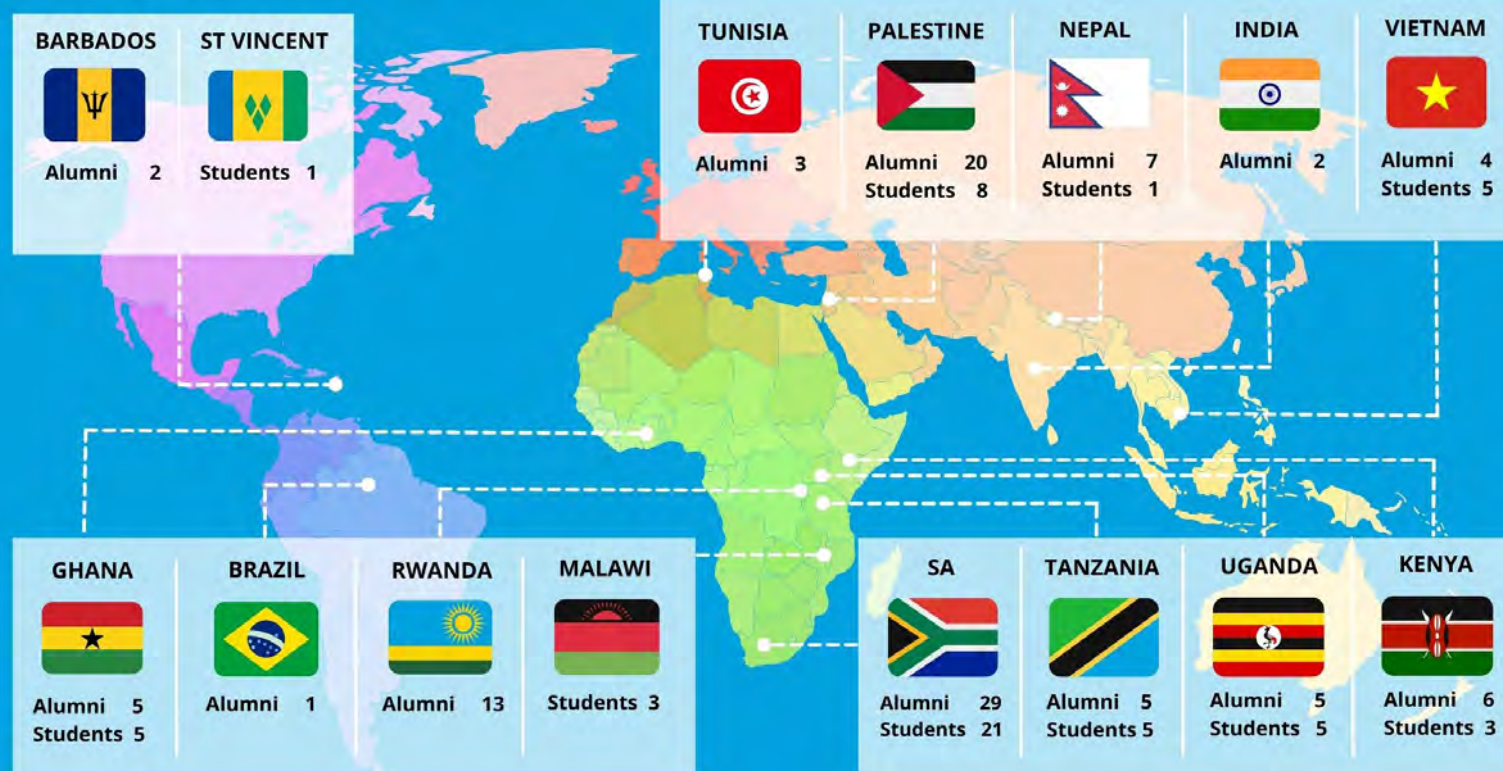 BARBADOS
Alumni 2
ST VINCENT
Students 1
TUNISIA
Alumni 3
PALESTINE
Alumni 20
Students 8
NEPAL
Alumni 7
Students 1
INDIA
Alumni 2
VIETNAM
Alumni 4
Students 5
GHANA
Alumni 5
Students 5
BRAZIL
Alumni 1
RWANDA
Alumni 13
MALAWI
Students 3
SA
Alumni 29
Students 21
TANZANIA
Alumni 5
Students 5
UGANDA
Alumni 5
Students 5
KENYA
Alumni 6
Students 3